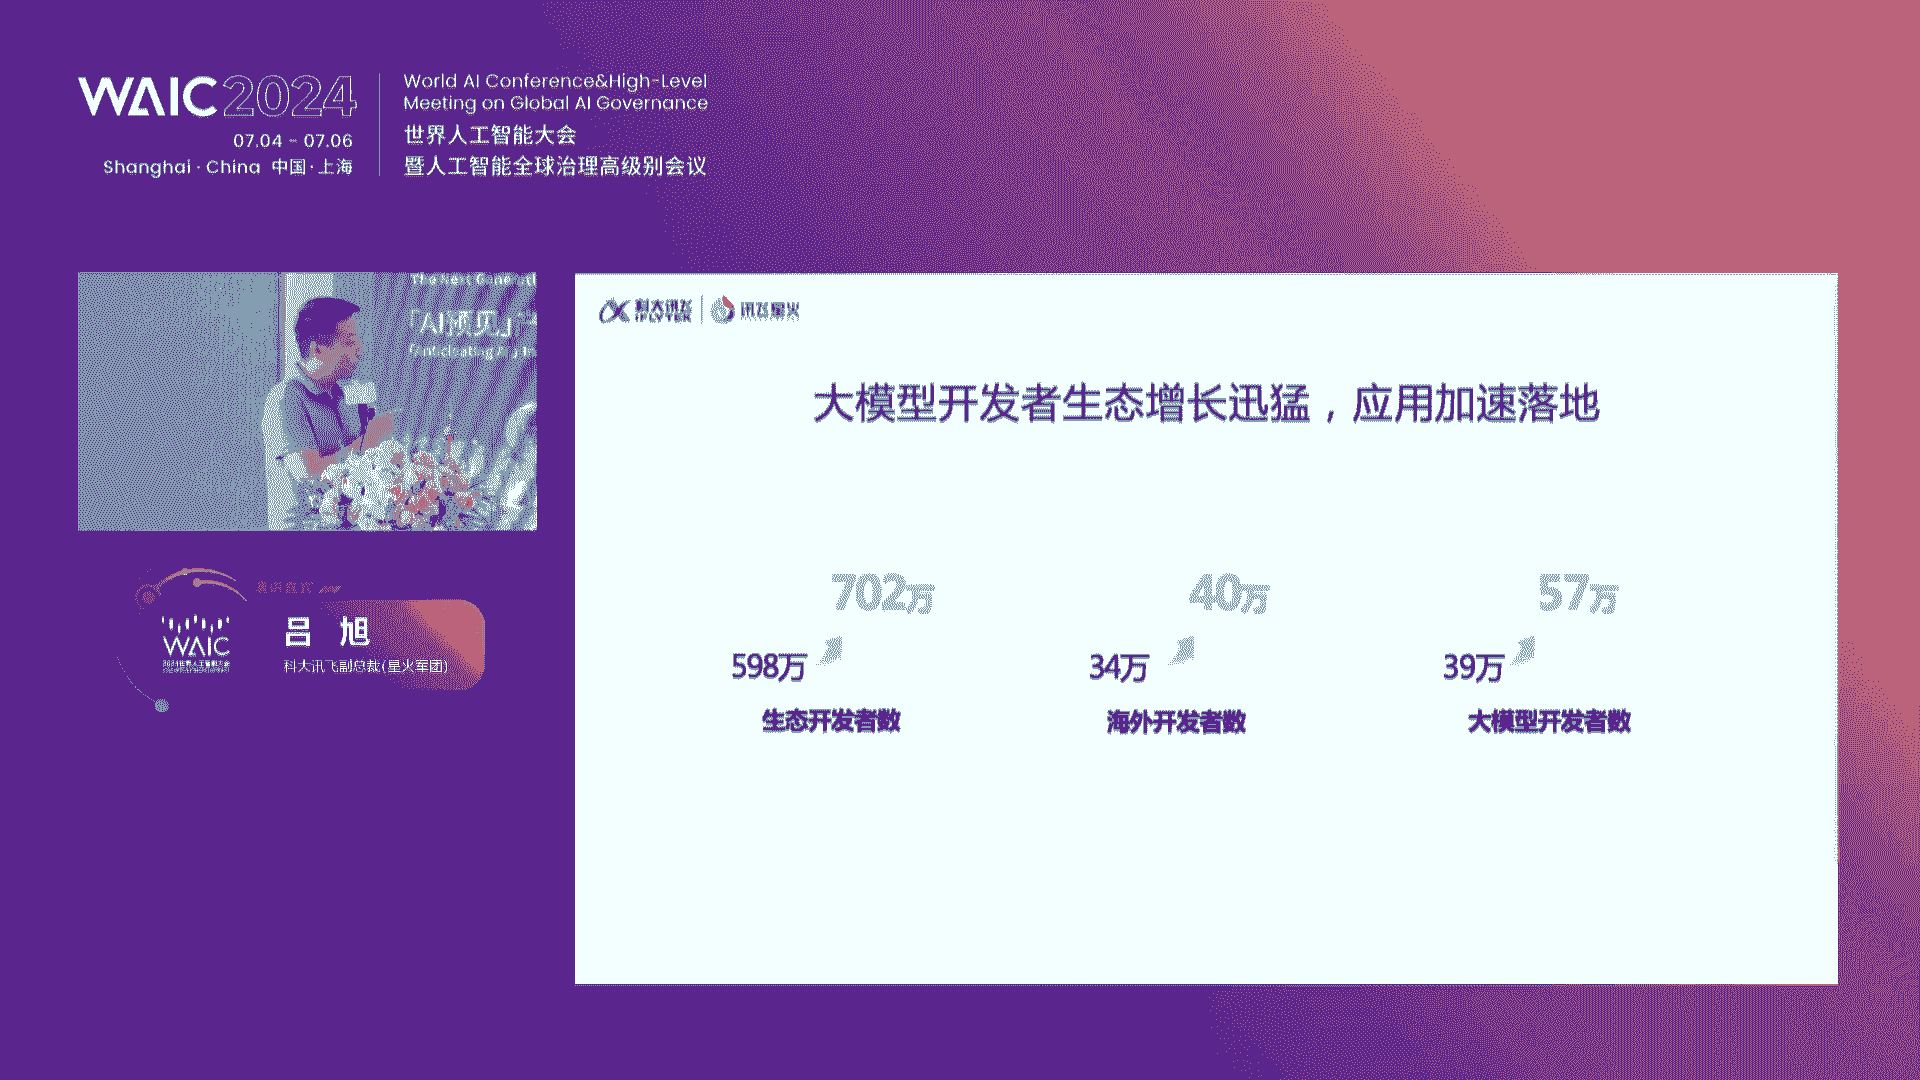 WAIC 2024
07.04 - 07.06
Shanghai · China 中国·上海
World AI Conference&High-Level
Meeting on Global AI Governance
世界人工智能大会
暨人工智能全球治理高级别会议
The Next Generati
「AI预见」
WAIC
吕 旭
科大讯飞副总裁(星火军团)
科大讯飞 讯飞星火
iFLYTEK
大模型开发者生态增长迅猛，应用加速落地
702万 40万 57万
598万 34万 39万
生态开发者数 海外开发者数 大模型开发者数